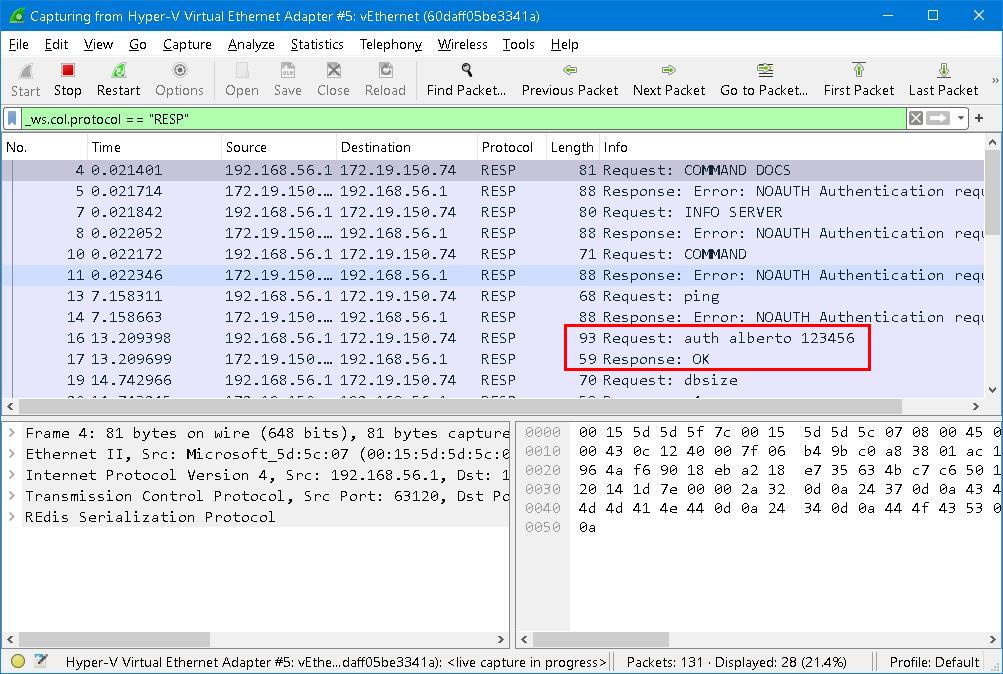 Capturing from Hyper-V Virtual Ethernet Adapter #5: vEthernet (60daff05be3341a)
File Edit View Go Capture Analyze Statistics Telephony Wireless Tools Help
Start Stop Restart Options Open Save Close Reload Find Packet... Previous Packet Next Packet Go to Packet... First Packet Last Packet »
_ws.col.protocol == "RESP"
No. Time Source Destination Protocol Length Info
4 0.021401 192.168.56.1 172.19.150.74 RESP 81 Request: COMMAND DOCS
5 0.021714 172.19.150.... 192.168.56.1 RESP 88 Response: Error: NOAUTH Authentication requ
7 0.021842 192.168.56.1 172.19.150.74 RESP 80 Request: INFO SERVER
8 0.022052 172.19.150.... 192.168.56.1 RESP 88 Response: Error: NOAUTH Authentication requ
10 0.022172 192.168.56.1 172.19.150.74 RESP 71 Request: COMMAND
11 0.022346 172.19.150.... 192.168.56.1 RESP 88 Response: Error: NOAUTH Authentication requ
13 7.158311 192.168.56.1 172.19.150.74 RESP 68 Request: ping
14 7.158663 172.19.150.... 192.168.56.1 RESP 88 Response: Error: NOAUTH Authentication requ
16 13.209398 192.168.56.1 172.19.150.74 RESP 93 Request: auth alberto 123456
17 13.209699 172.19.150.... 192.168.56.1 RESP 59 Response: OK
19 14.742966 192.168.56.1 172.19.150.74 RESP 70 Request: dbsize
Frame 4: 81 bytes on wire (648 bits), 81 bytes capture
Ethernet II, Src: Microsoft_5d:5c:07 (00:15:5d:5d:5c:0
Internet Protocol Version 4, Src: 192.168.56.1, Dst: 1
Transmission Control Protocol, Src Port: 63120, Dst Po
REdis Serialization Protocol
0000 00 15 5d 5d 5f 7c 00 15 5d 5d 5c 07 08 00 45 0
0010 00 43 0c 12 40 00 7f 06 b4 9b c0 a8 38 01 ac 1
0020 96 4a f6 90 18 eb a2 18 e7 35 63 4b c7 c6 50 1
0030 20 14 1d 7e 00 00 2a 32 0d 0a 24 37 0d 0a 43 4
0040 4d 4d 41 4e 44 0d 0a 24 34 0d 0a 44 4f 43 53 0
0050 0a
Hyper-V Virtual Ethernet Adapter #5: vEthe...daff05be3341a): <live capture in progress> Packets: 131 · Displayed: 28 (21.4%) Profile: Default